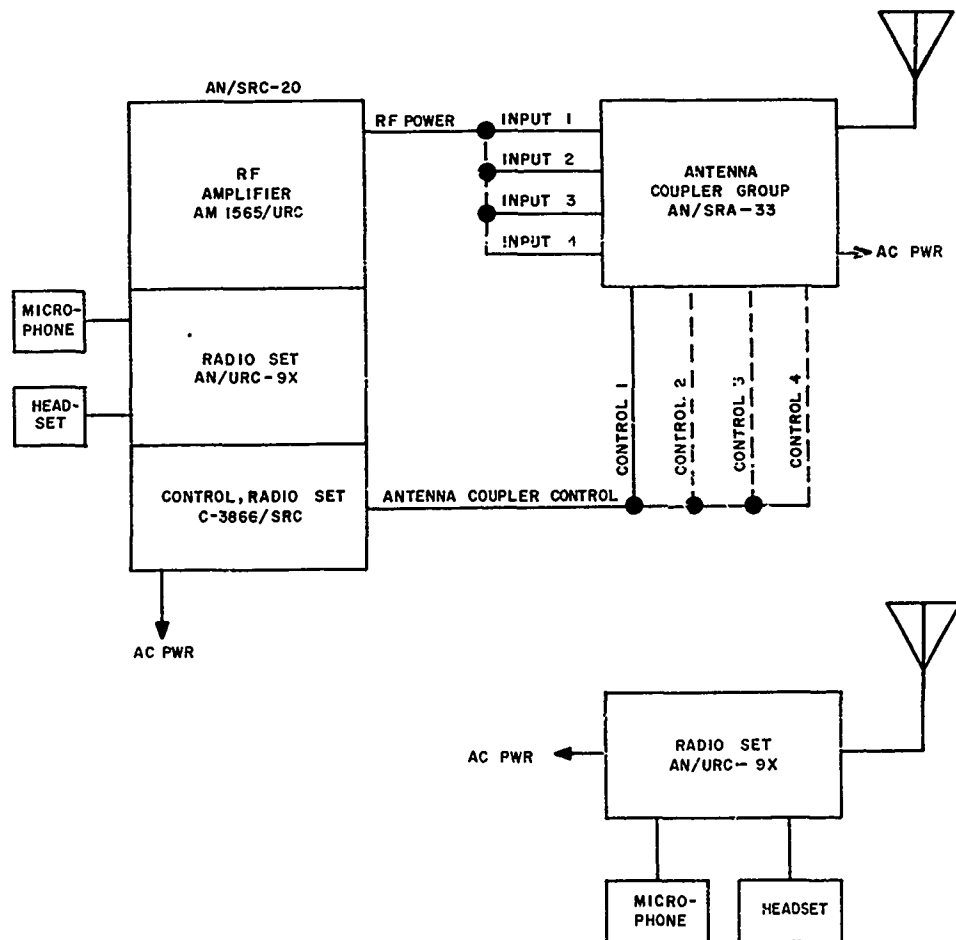 AN/SRC-20
RF
AMPLIFIER
AM 1565/URC
RF POWER
INPUT 1
INPUT 2
INPUT 3
INPUT 4
ANTENNA
COUPLER GROUP
AN/SRA-33
AC PWR
MICRO-
PHONE
RADIO SET
AN/URC-9X
HEAD-
SET
CONTROL 1
CONTROL 2
CONTROL 3
CONTROL 4
CONTROL, RADIO SET
C-3866/SRC
ANTENNA COUPLER CONTROL
AC PWR
RADIO SET
AN/URC-9X
AC PWR
MICRO-
PHONE
HEADSET